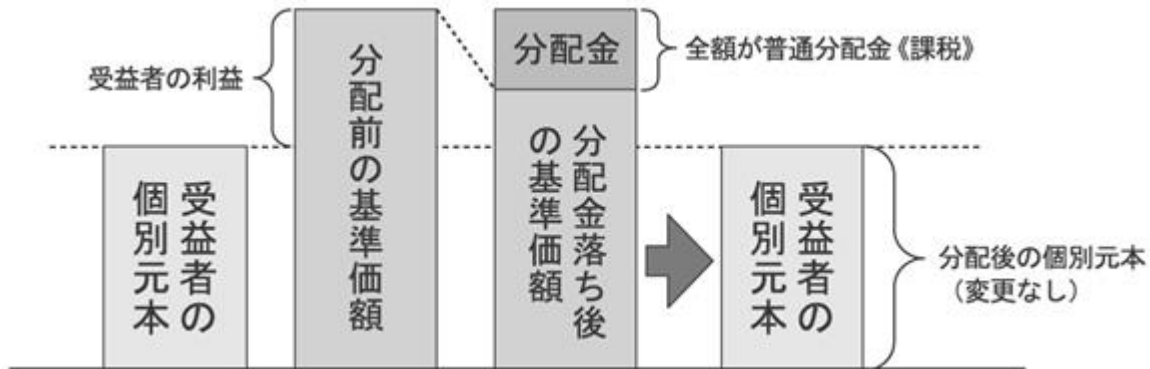 受益者の利益
受益者の
個別元本
分配前の基準価額
分配金
全額が普通分配金《課税》
分配金落ち後
の基準価額
受益者の
個別元本
分配後の個別元本
（変更なし）